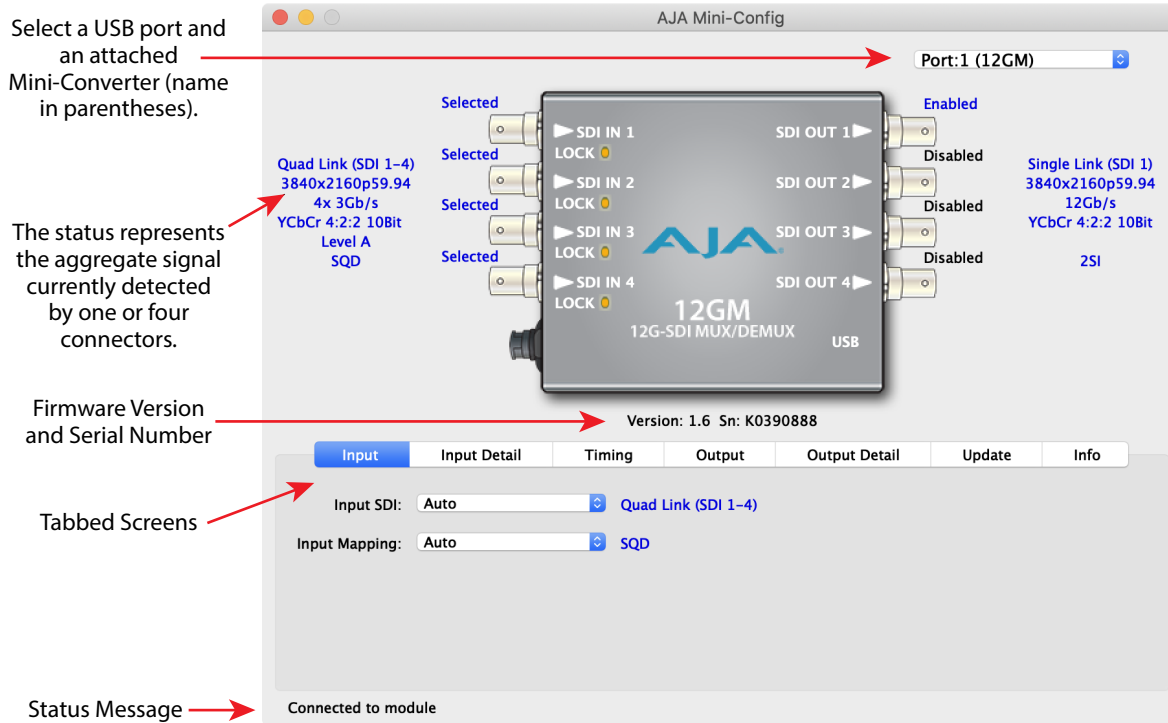 AJA Mini-Config
Select a USB port and
an attached
Mini-Converter (name
in parentheses).
Port:1 (12GM)
Selected
Selected
Selected
Selected
Quad Link (SDI 1-4)
3840x2160p59.94
4x 3Gb/s
YCbCr 4:2:2 10Bit
Level A
SQD
The status represents
the aggregate signal
currently detected
by one or four
connectors.
SDI IN 1
LOCK
SDI IN 2
LOCK
SDI IN 3
LOCK
SDI IN 4
LOCK
AJA
12GM
12G-SDI MUX/DEMUX
USB
SDI OUT 1
SDI OUT 2
SDI OUT 3
SDI OUT 4
Enabled
Disabled
Disabled
Disabled
Single Link (SDI 1)
3840x2160p59.94
12Gb/s
YCbCr 4:2:2 10Bit
2SI
Firmware Version
and Serial Number
Version: 1.6 Sn: K0390888
Input
Input Detail
Timing
Output
Output Detail
Update
Info
Tabbed Screens
Input SDI: Auto Quad Link (SDI 1-4)
Input Mapping: Auto SQD
Status Message
Connected to module